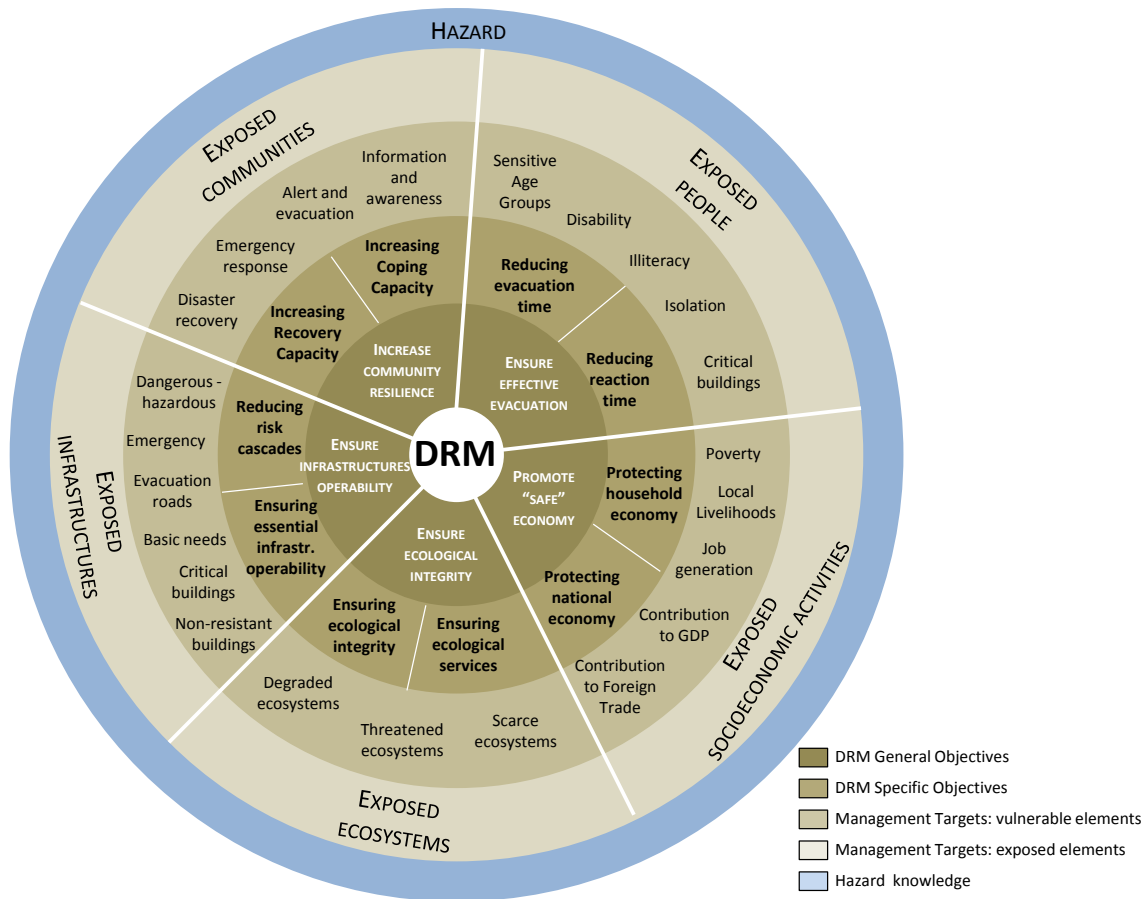 HAZARD
EXPOSED
COMMUNITIES
Information
and
awareness
Alert and
evacuation
Emergency
response
Disaster
recovery
Increasing
Coping
Capacity
Increasing
Recovery
Capacity
INCREASE
COMMUNITY
RESILIENCE
EXPOSED
PEOPLE
Sensitive
Age
Groups
Disability
Illiteracy
Isolation
Critical
buildings
Reducing
evacuation
time
Reducing
reaction
time
ENSURE
EFFECTIVE
EVACUATION
DRM
EXPOSED
INFRASTRUCTURES
Dangerous -
hazardous
Emergency
Evacuation
roads
Basic needs
Critical
buildings
Non-resistant
buildings
Reducing
risk
cascades
Ensuring
essential
infrastr.
operability
ENSURE
INFRASTRUCTURES
OPERABILITY
PROMOTE
“SAFE”
ECONOMY
Protecting
household
economy
Protecting
national
economy
Poverty
Local
Livelihoods
Job
generation
Contribution
to GDP
Contribution
to Foreign
Trade
EXPOSED
SOCIOECONOMIC ACTIVITIES
ENSURE
ECOLOGICAL
INTEGRITY
Ensuring
ecological
integrity
Ensuring
ecological
services
Degraded
ecosystems
Threatened
ecosystems
Scarce
ecosystems
EXPOSED
ECOSYSTEMS
DRM General Objectives
DRM Specific Objectives
Management Targets: vulnerable elements
Management Targets: exposed elements
Hazard knowledge